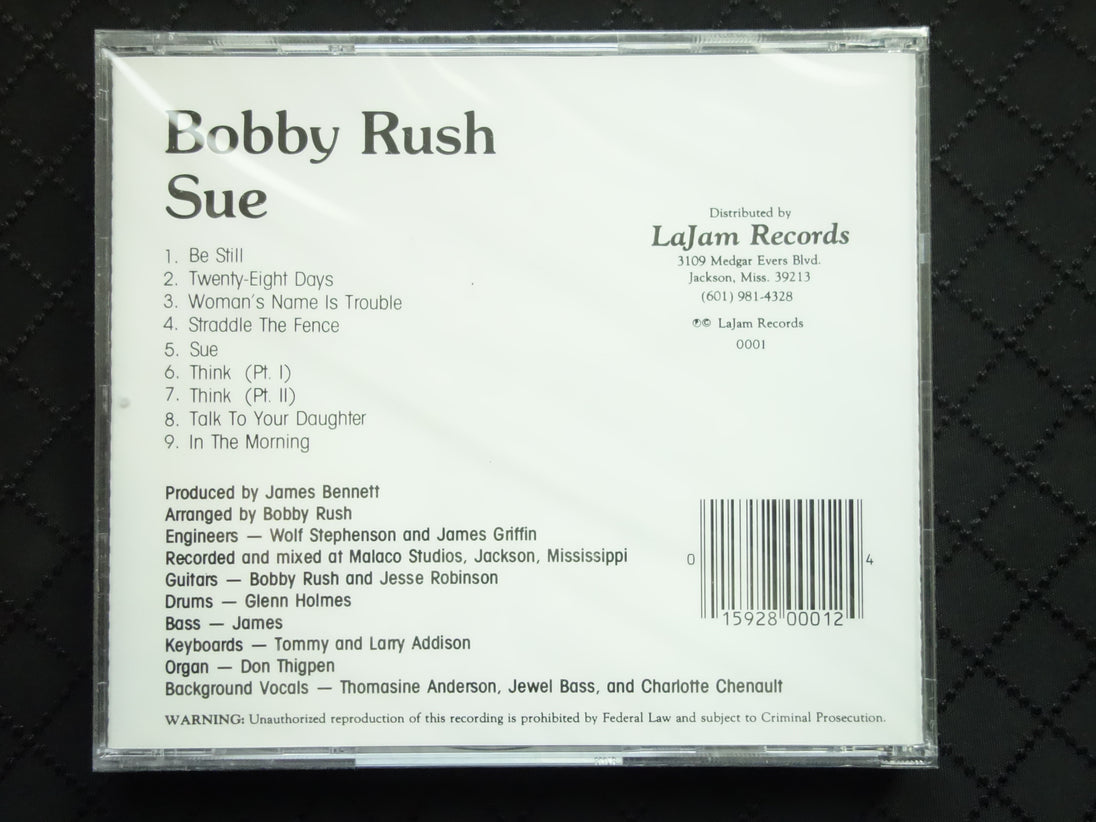 Bobby Rush
Sue
1. Be Still
2. Twenty-Eight Days
3. Woman's Name Is Trouble
4. Straddle The Fence
5. Sue
6. Think (Pt. I)
7. Think (Pt. II)
8. Talk To Your Daughter
9. In The Morning
Distributed by
LaJam Records
3109 Medgar Evers Blvd.
Jackson, Miss. 39213
(601) 981-4328
℗© LaJam Records
0001
Produced by James Bennett
Arranged by Bobby Rush
Engineers — Wolf Stephenson and James Griffin
Recorded and mixed at Malaco Studios, Jackson, Mississippi
Guitars — Bobby Rush and Jesse Robinson
Drums — Glenn Holmes
Bass — James
Keyboards — Tommy and Larry Addison
Organ — Don Thigpen
Background Vocals — Thomasine Anderson, Jewel Bass, and Charlotte Chenault
0 15928 00012 4
WARNING: Unauthorized reproduction of this recording is prohibited by Federal Law and subject to Criminal Prosecution.